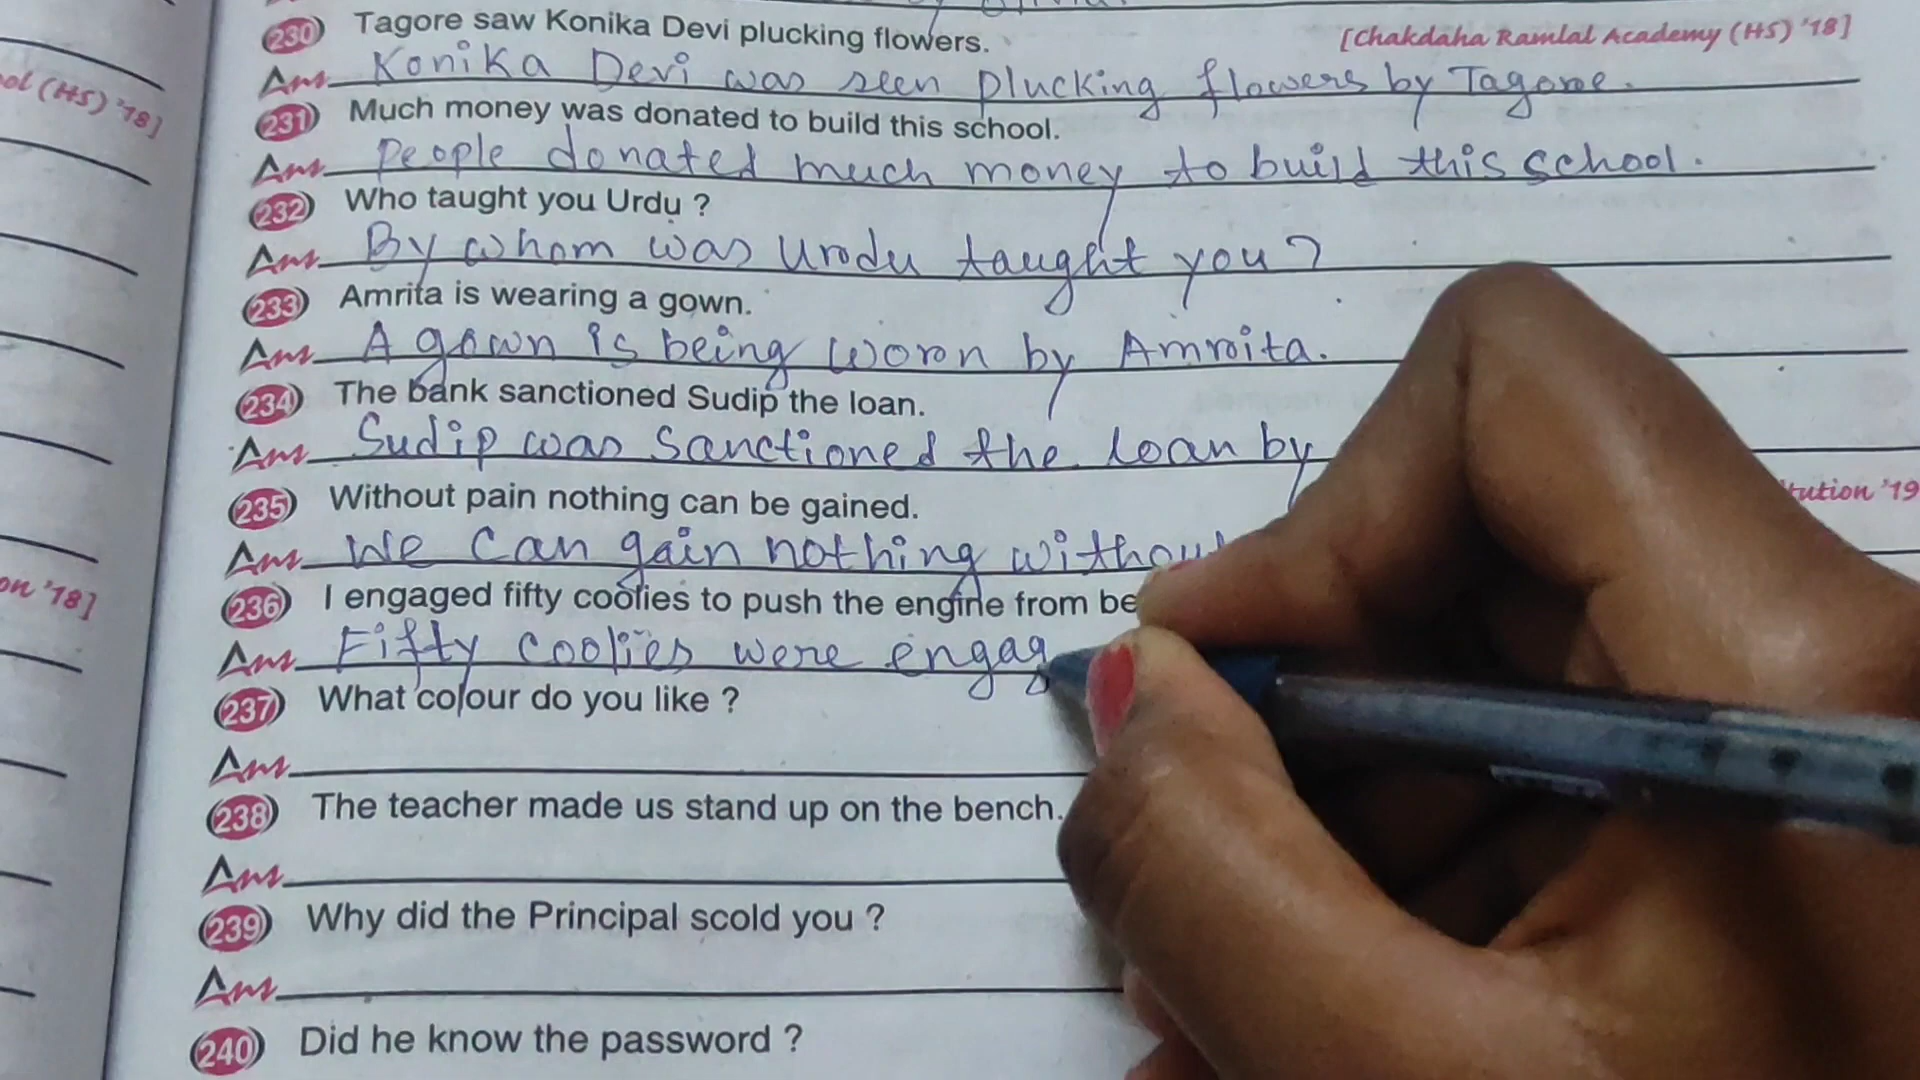 230 Tagore saw Konika Devi plucking flowers.
[Chakdaha Ramlal Academy (HS) '18]
Ans Konika Devi was seen plucking flowers by Tagore.
ol (HS) '18]
231 Much money was donated to build this school.
Ans People donated much money to build this school.
232 Who taught you Urdu ?
Ans By whom was Urdu taught you?
233 Amrita is wearing a gown.
Ans A gown is being worn by Amrita.
234 The bank sanctioned Sudip the loan.
Ans Sudip was sanctioned the loan by
235 Without pain nothing can be gained.
tution '19
Ans We can gain nothing without
236 I engaged fifty coolies to push the engine from be
on '18]
Ans Fifty coolies were engag
237 What colour do you like ?
Ans
238 The teacher made us stand up on the bench.
Ans
239 Why did the Principal scold you ?
Ans
240 Did he know the password ?